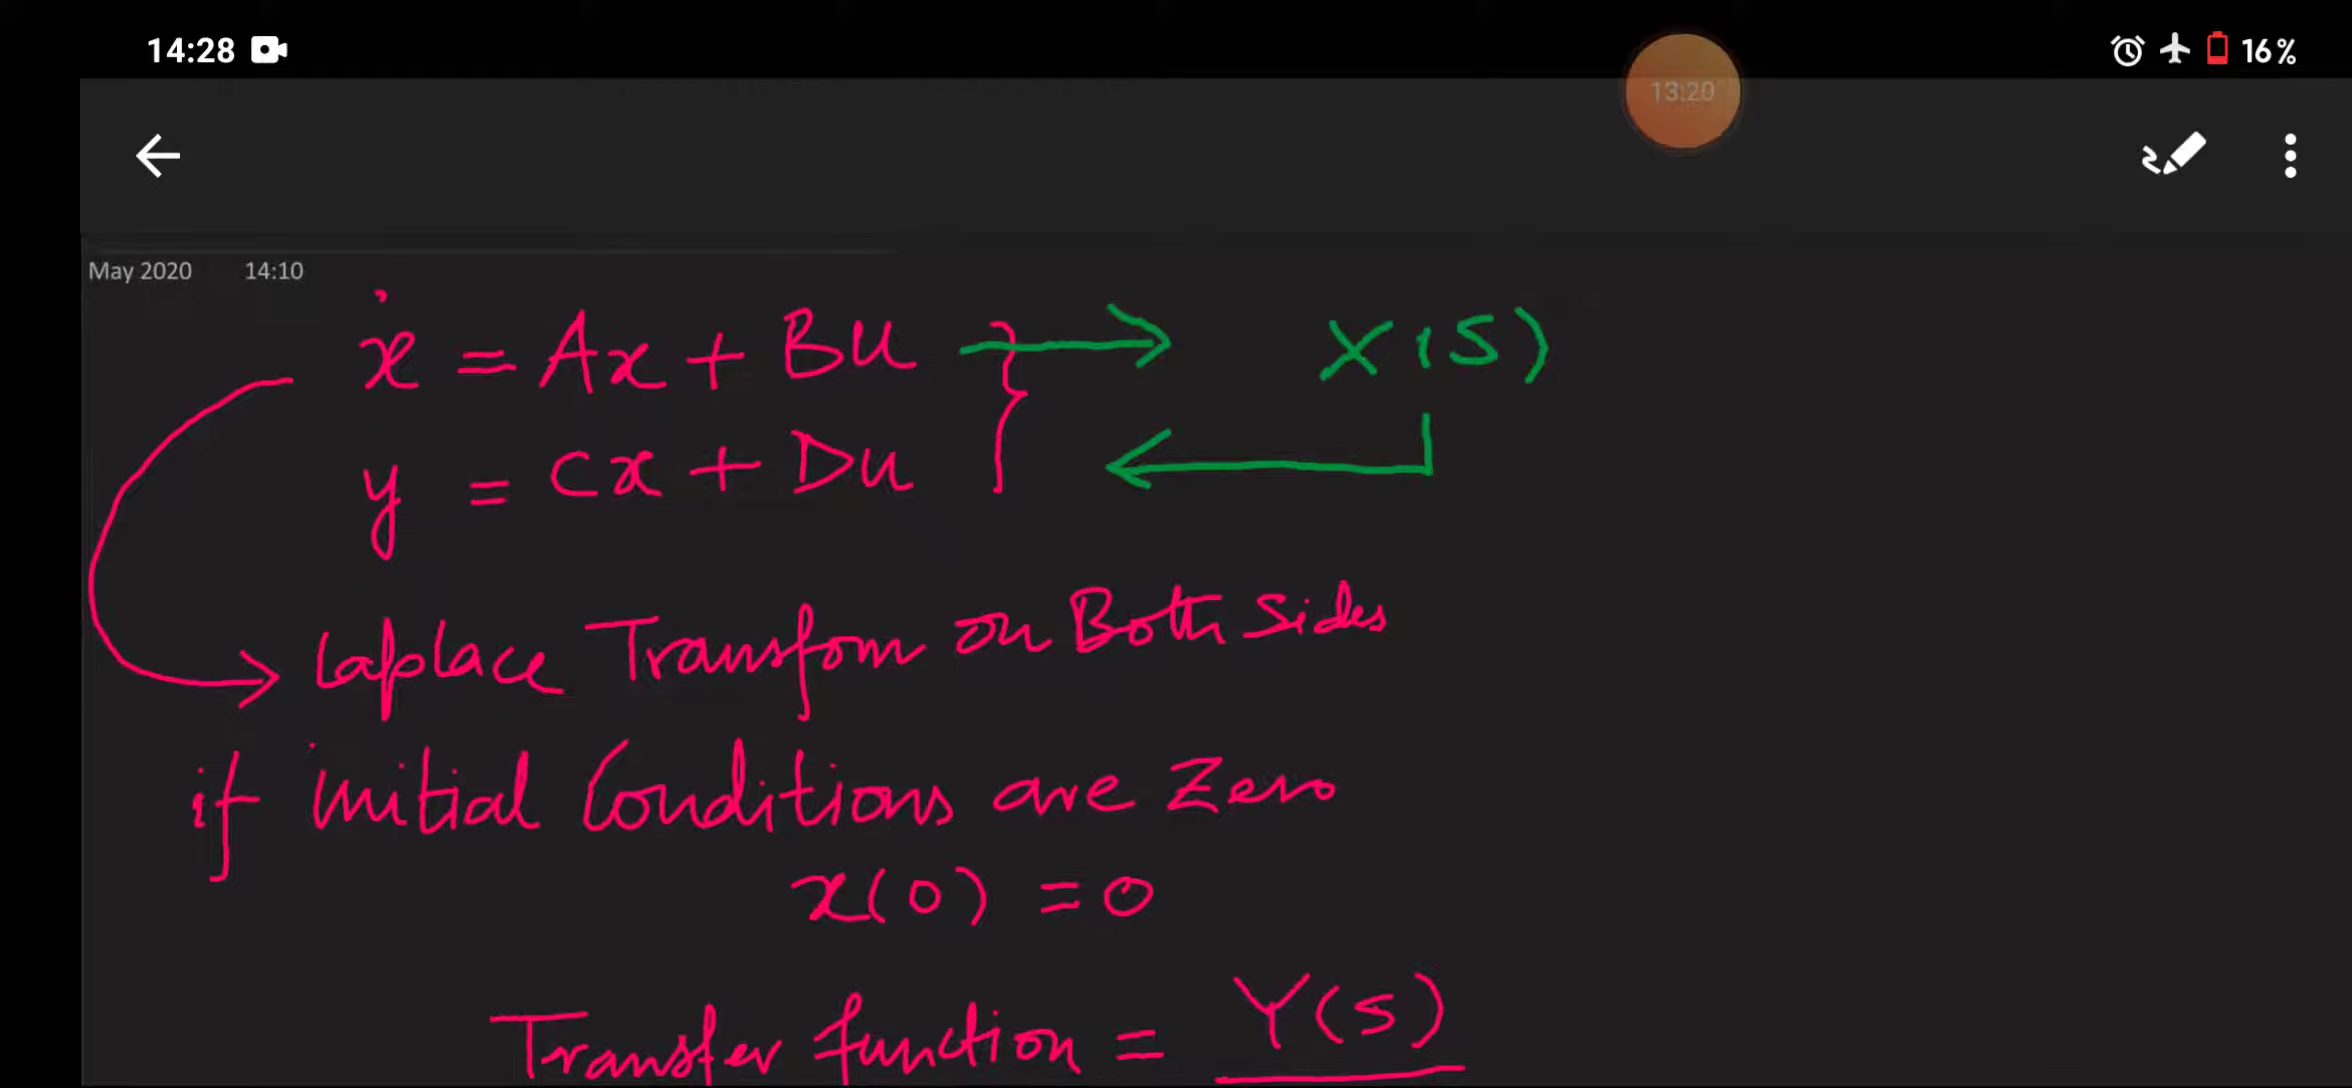 14:28 16%
13:20
May 2020 14:10
ẋ = Ax + Bu X(S)
y = Cx + Du
Laplace Transfom on Both Sides
if initial Conditions are Zero
x(0) = 0
Transfer function = Y(S)